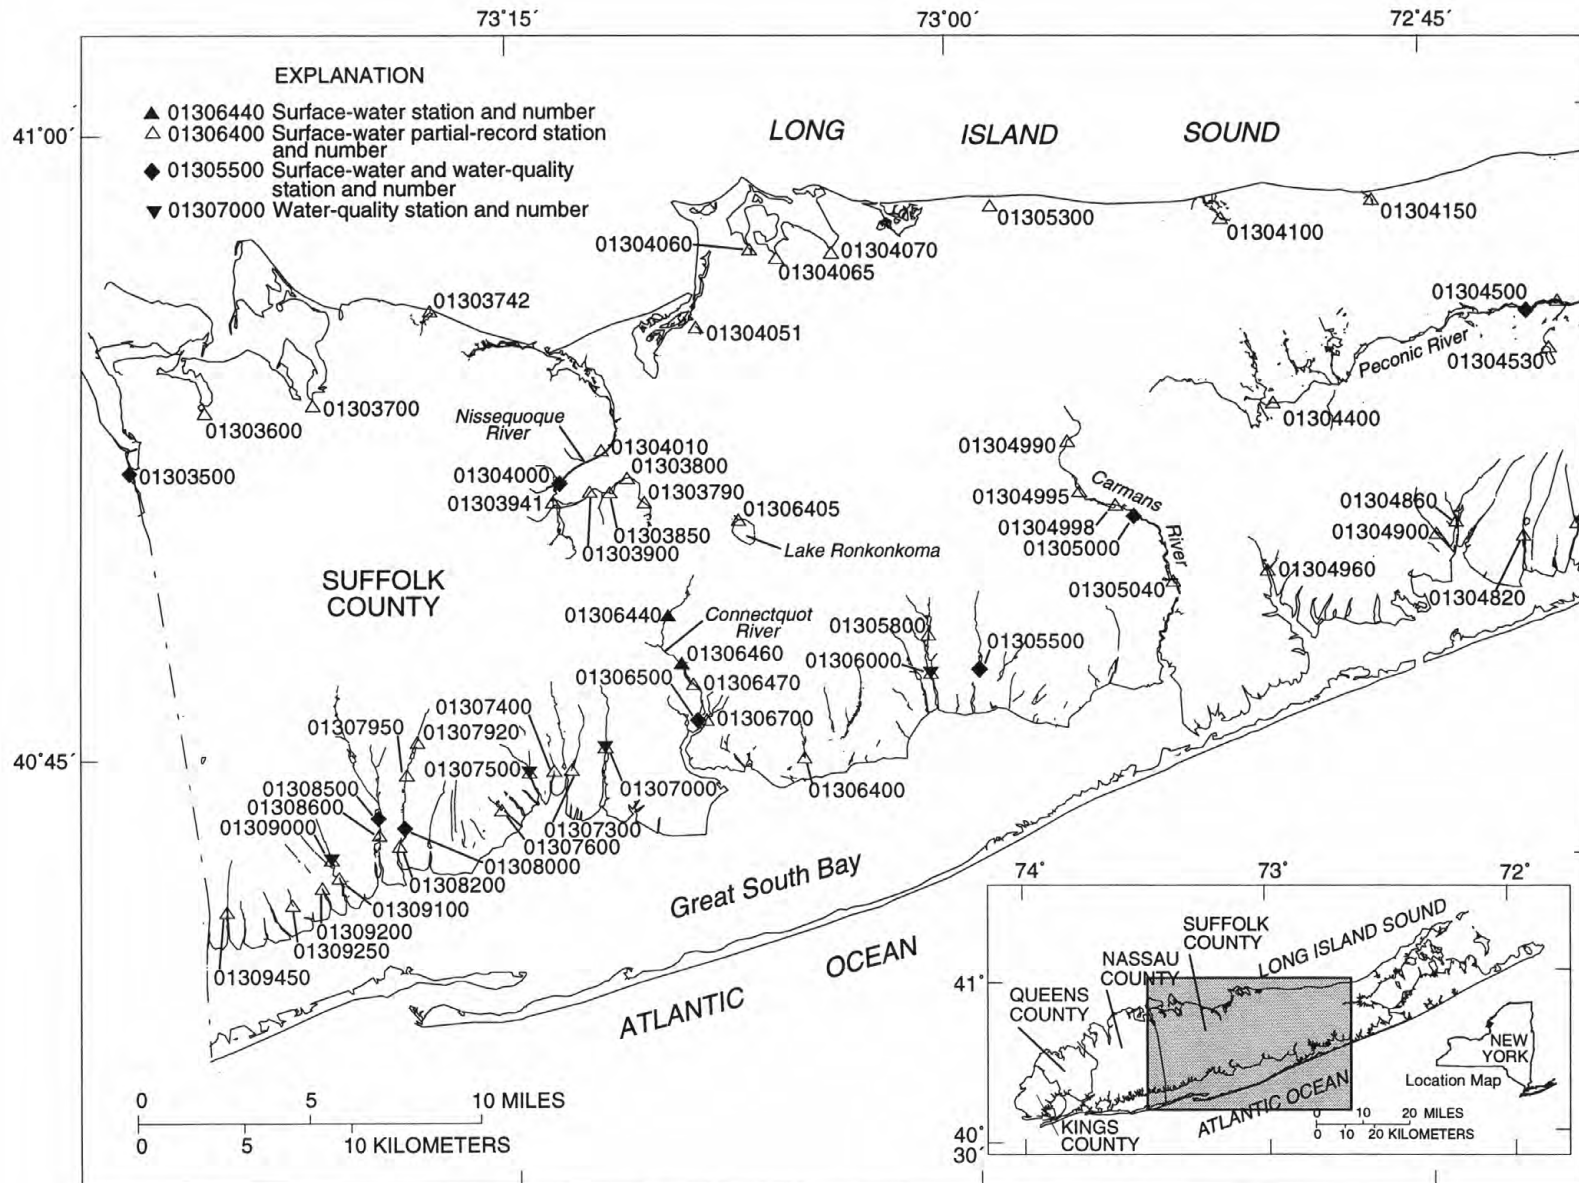 73°15′
73°00′
72°45′
EXPLANATION
01306440 Surface-water station and number
01306400 Surface-water partial-record station
and number
01305500 Surface-water and water-quality
station and number
01307000 Water-quality station and number
41°00′
LONG ISLAND SOUND
01304060
01304070
01304065
01305300
01304100
01304150
01303742
01304051
01304500
Peconic River
01304530
01303600
01303700
01304400
Nissequoque
River
01304010
01304000
01303800
01303790
01303941
01303850
01303900
01303500
01306405
Lake Ronkonkoma
01304990
01304995
Carmans
River
01304998
01305000
01305040
01304860
01304900
01304960
01304820
SUFFOLK
COUNTY
01306440
Connectquot
River
01306460
01306500
01306470
01306700
01305800
01306000
01305500
01307400
01307950
01307920
01307500
40°45′
01308500
01308600
01309000
01307000
01306400
01307300
01307600
01308000
01308200
01309100
01309200
01309250
01309450
Great South Bay
ATLANTIC OCEAN
0 5 10 MILES
0 5 10 KILOMETERS
74°
73°
72°
SUFFOLK
COUNTY
LONG ISLAND SOUND
NASSAU
COUNTY
41°
QUEENS
COUNTY
NEW
YORK
Location Map
ATLANTIC OCEAN
KINGS
COUNTY
40°
30′
0 10 20 MILES
0 10 20 KILOMETERS